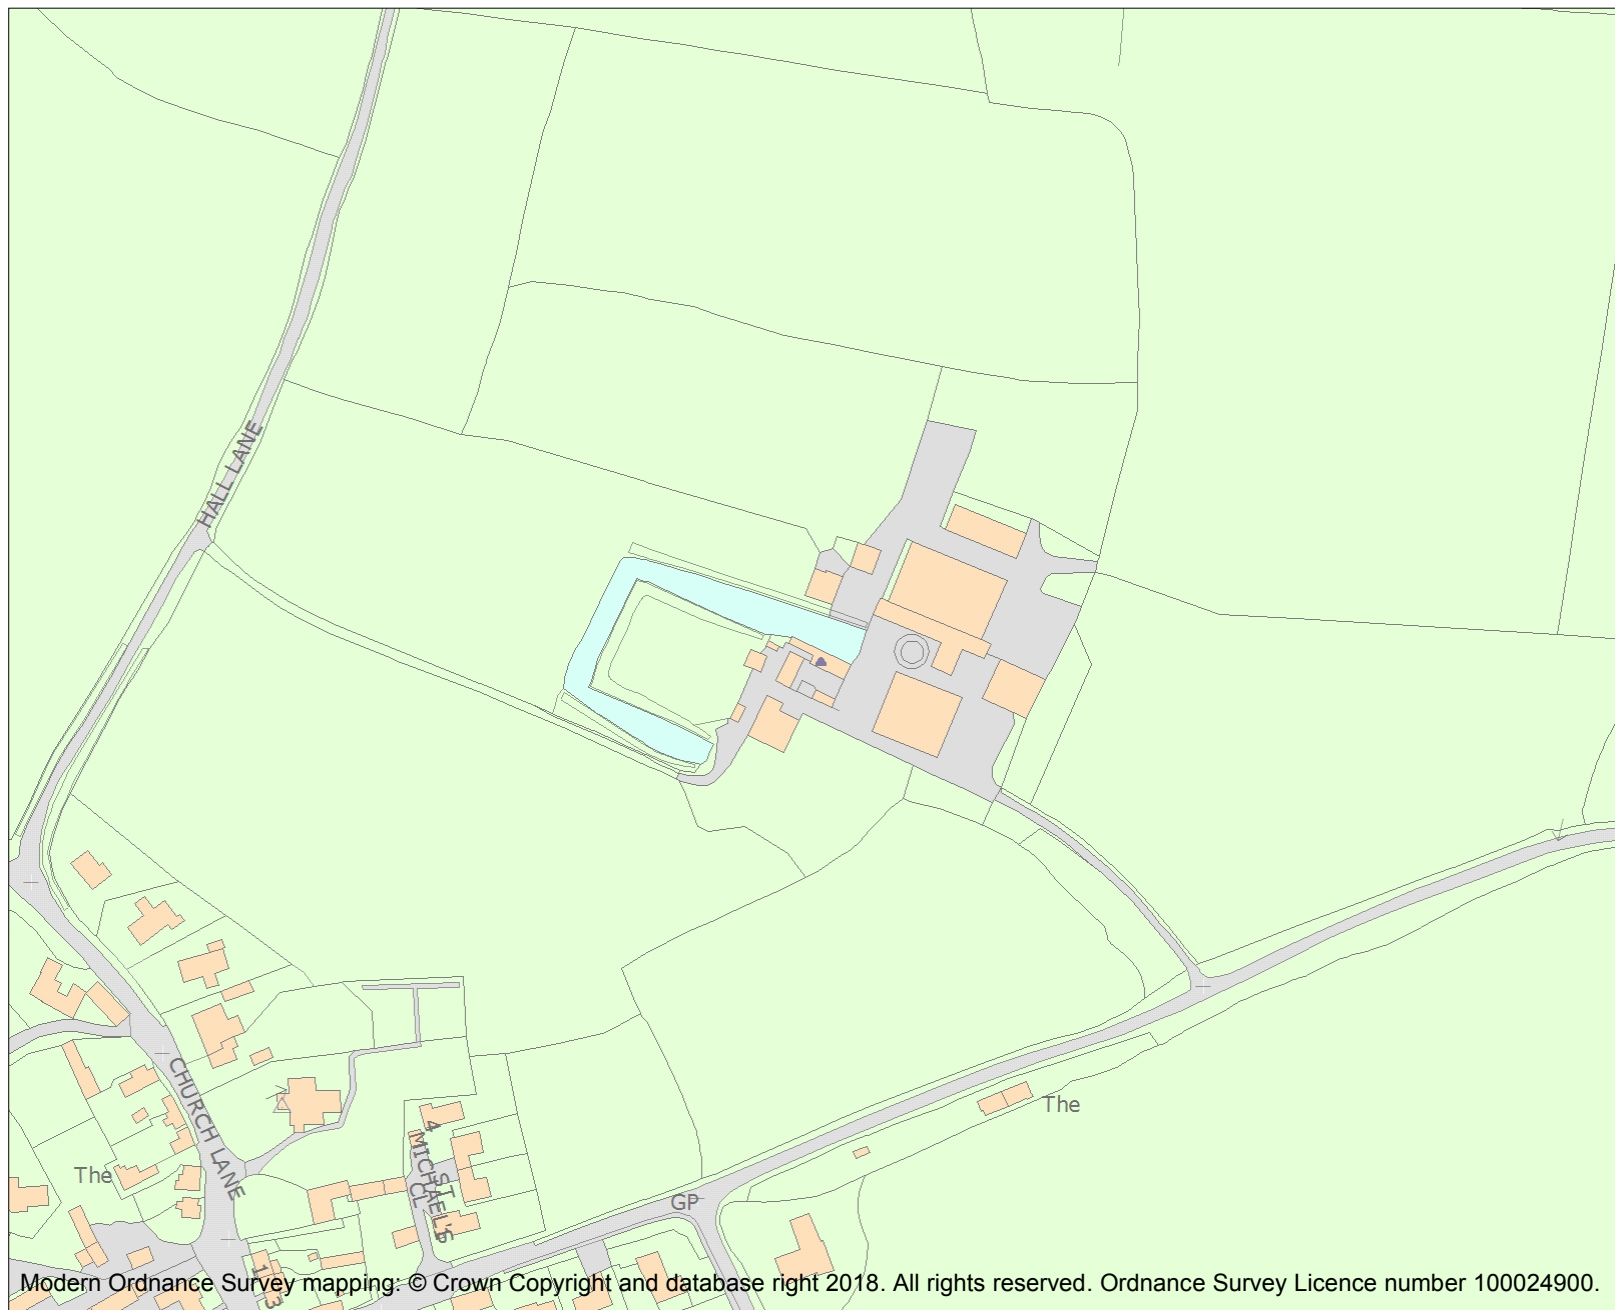 HALL LANE
CHURCH LANE
The
4
ST
MICHAEL'S
CL
The
GP
Modern Ordnance Survey mapping: © Crown Copyright and database right 2018. All rights reserved. Ordnance Survey Licence number 100024900.